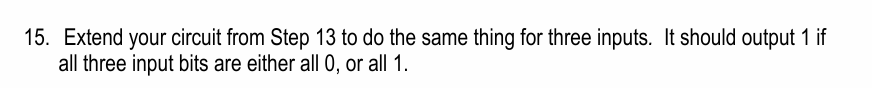 15. Extend your circuit from Step 13 to do the same thing for three inputs. It should output 1 if
all three input bits are either all 0, or all 1.